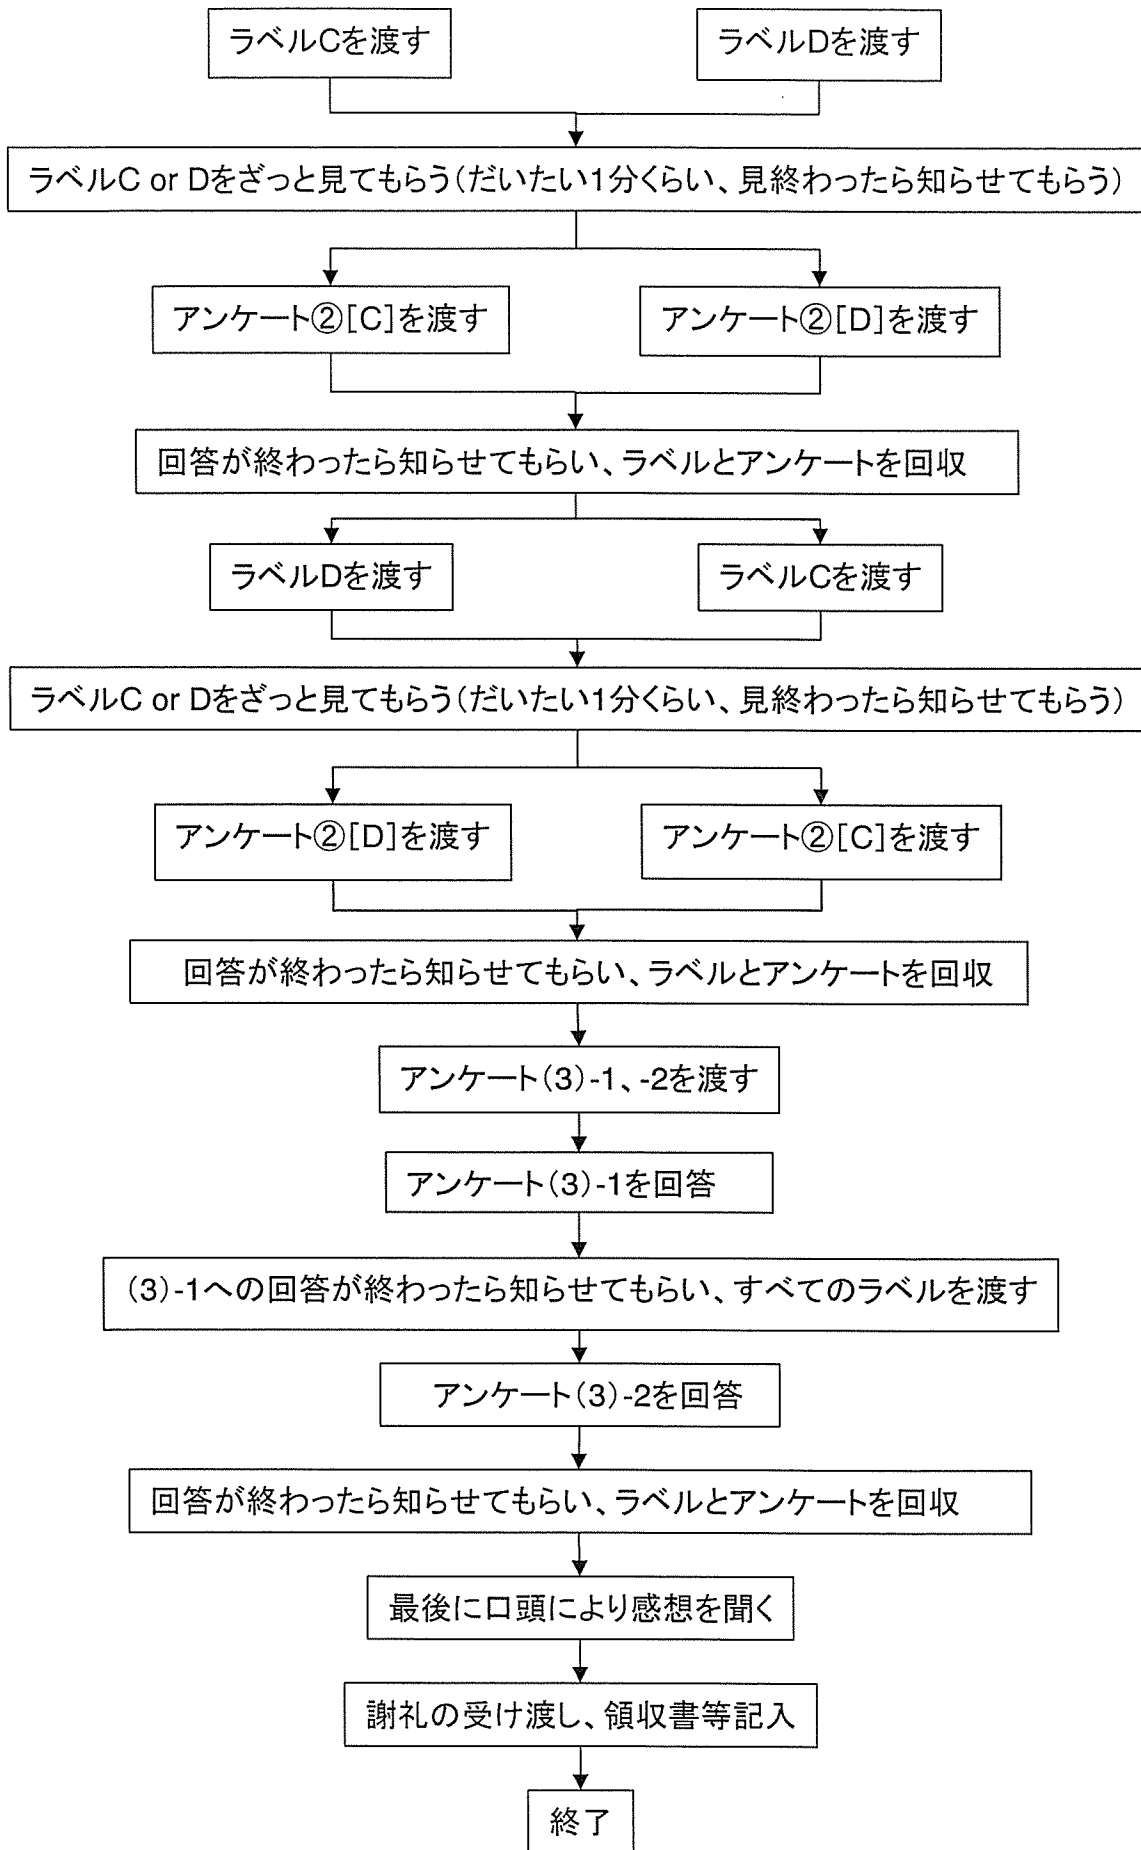 ラベルCを渡す
ラベルDを渡す
ラベルC or Dをざっと見てもらう(だいたい1分くらい、見終わったら知らせてもらう)
アンケート②[C]を渡す
アンケート②[D]を渡す
回答が終わったら知らせてもらい、ラベルとアンケートを回収
ラベルDを渡す
ラベルCを渡す
ラベルC or Dをざっと見てもらう(だいたい1分くらい、見終わったら知らせてもらう)
アンケート②[D]を渡す
アンケート②[C]を渡す
回答が終わったら知らせてもらい、ラベルとアンケートを回収
アンケート(3)-1、-2を渡す
アンケート(3)-1を回答
(3)-1への回答が終わったら知らせてもらい、すべてのラベルを渡す
アンケート(3)-2を回答
回答が終わったら知らせてもらい、ラベルとアンケートを回収
最後に口頭により感想を聞く
謝礼の受け渡し、領収書等記入
終了